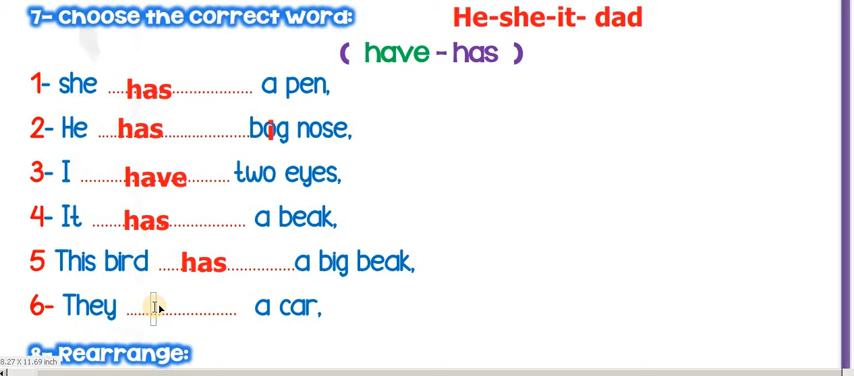 7- Choose the correct word:
He-she-it- dad
( have - has )
1- she ....has.... a pen,
2- He ....has.... big nose,
3- I ....have.... two eyes,
4- It ....has.... a beak,
5 This bird ....has.... a big beak,
6- They ........ a car,
8- Rearrange:
8.27 X 11.69 inch